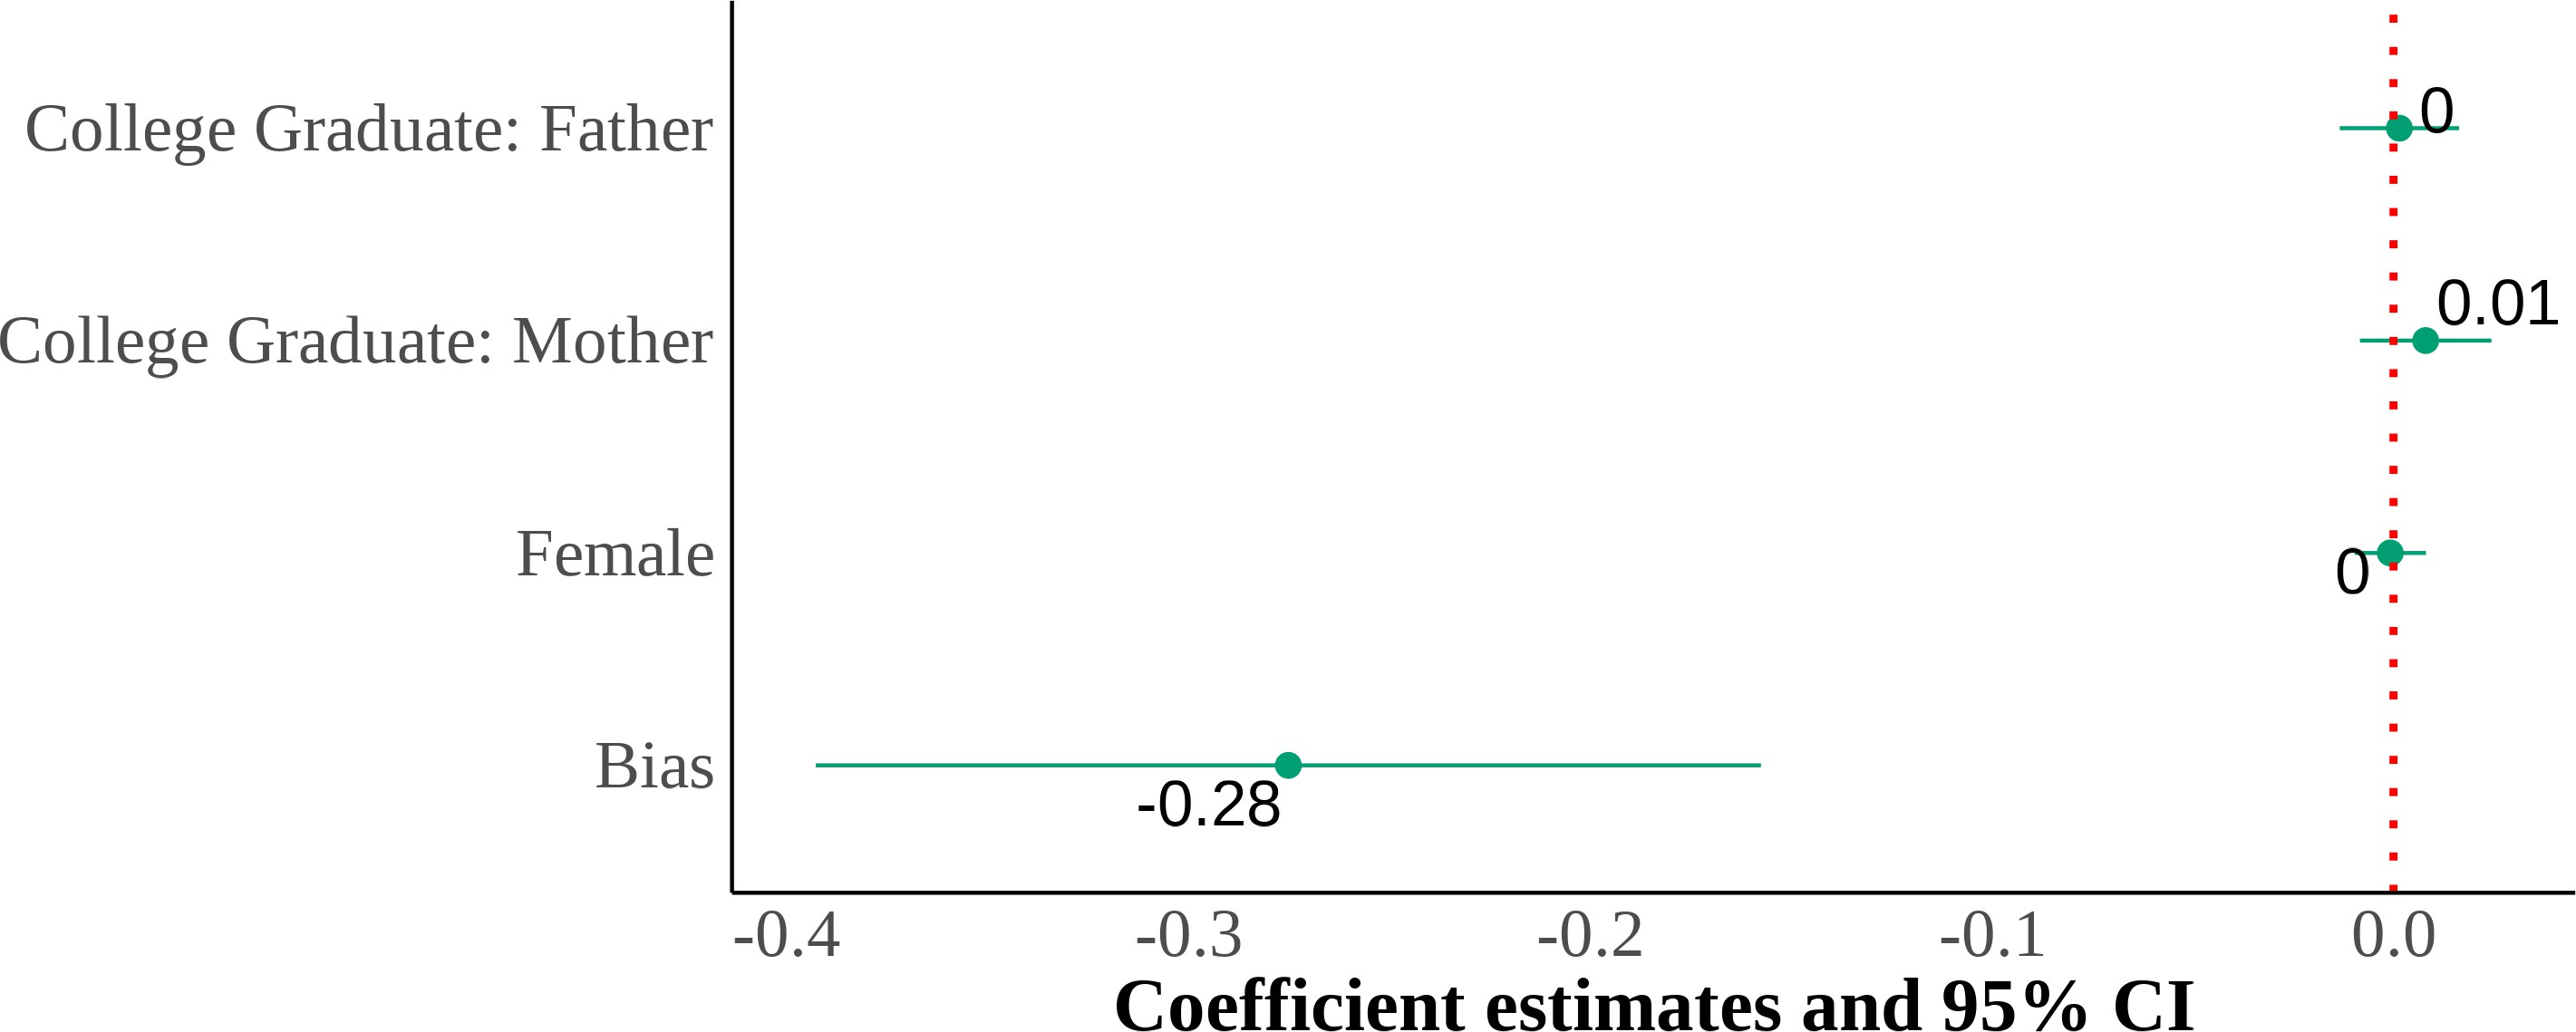 College Graduate: Father
0
College Graduate: Mother
0.01
Female
0
Bias
-0.28
-0.4 -0.3 -0.2 -0.1 0.0
Coefficient estimates and 95% CI